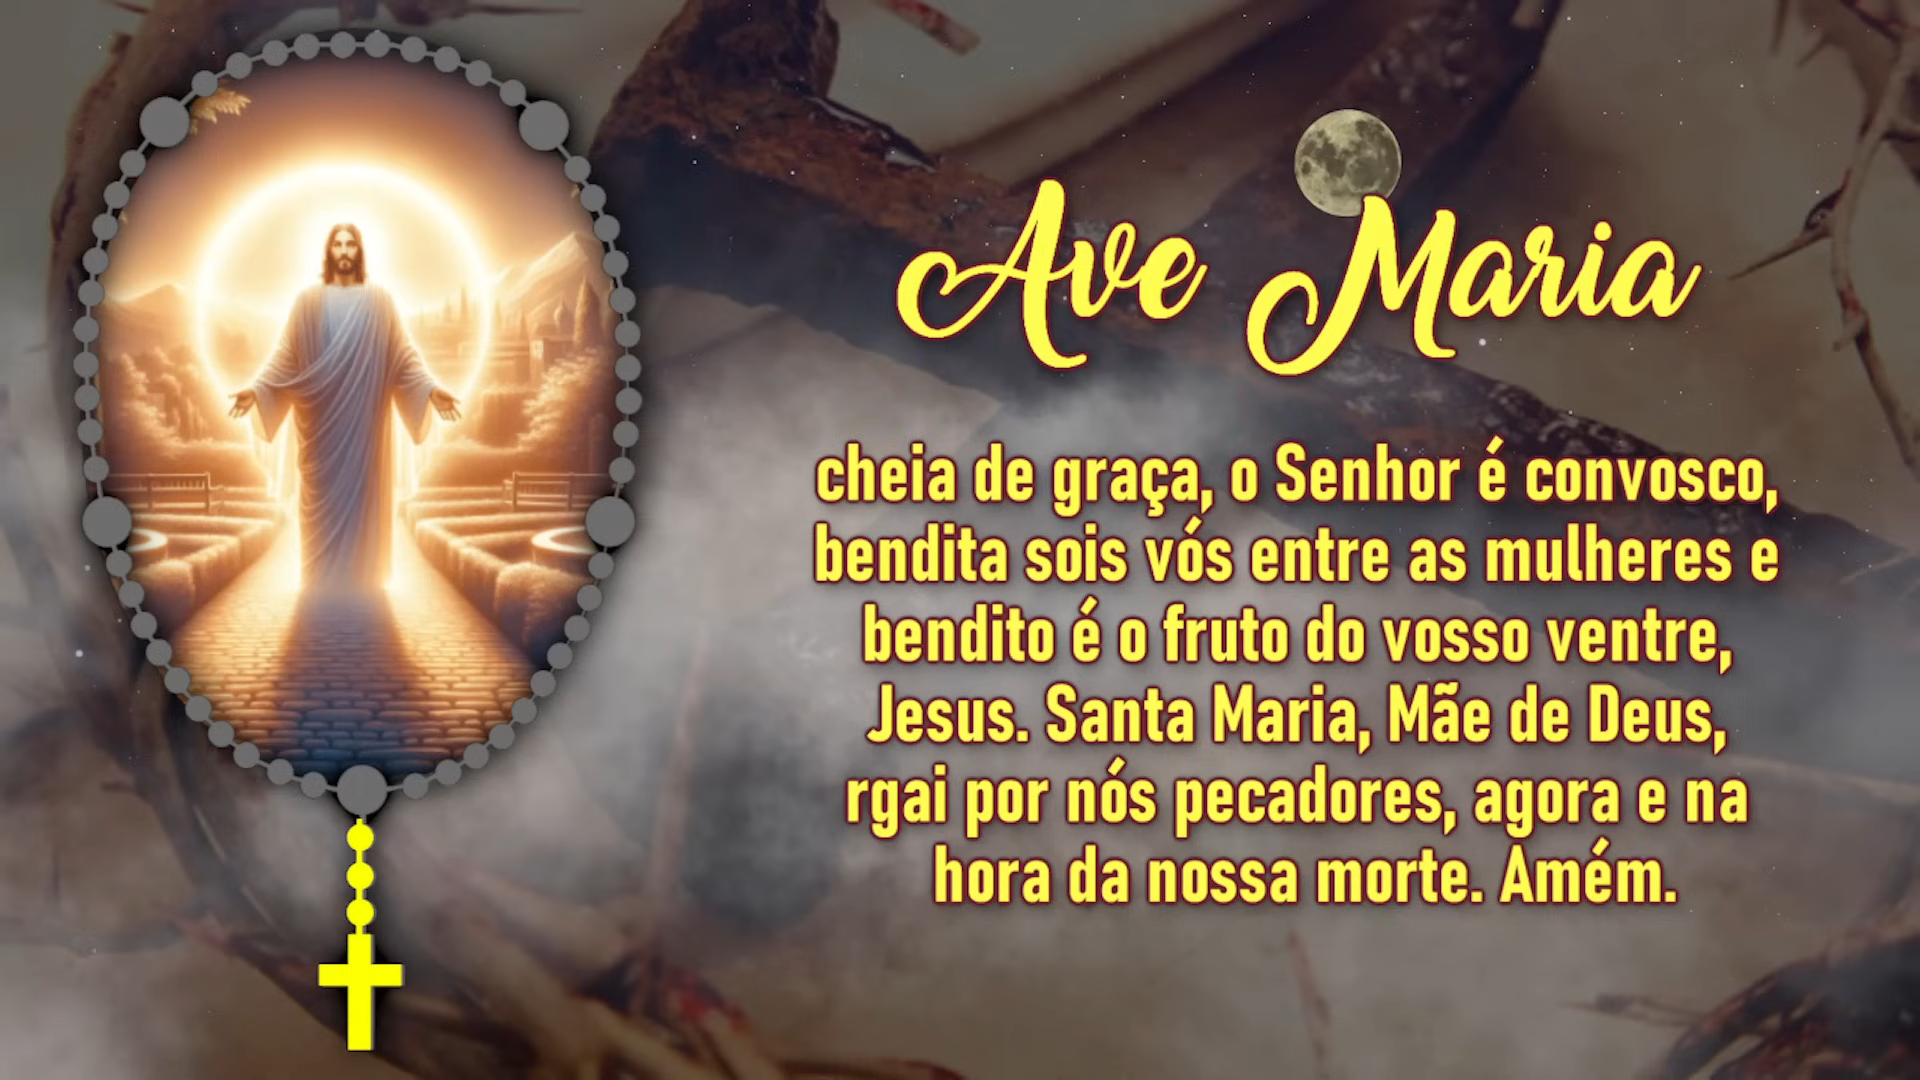 Ave Maria
cheia de graça, o Senhor é convosco,
bendita sois vós entre as mulheres e
bendito é o fruto do vosso ventre,
Jesus. Santa Maria, Mãe de Deus,
rgai por nós pecadores, agora e na
hora da nossa morte. Amém.